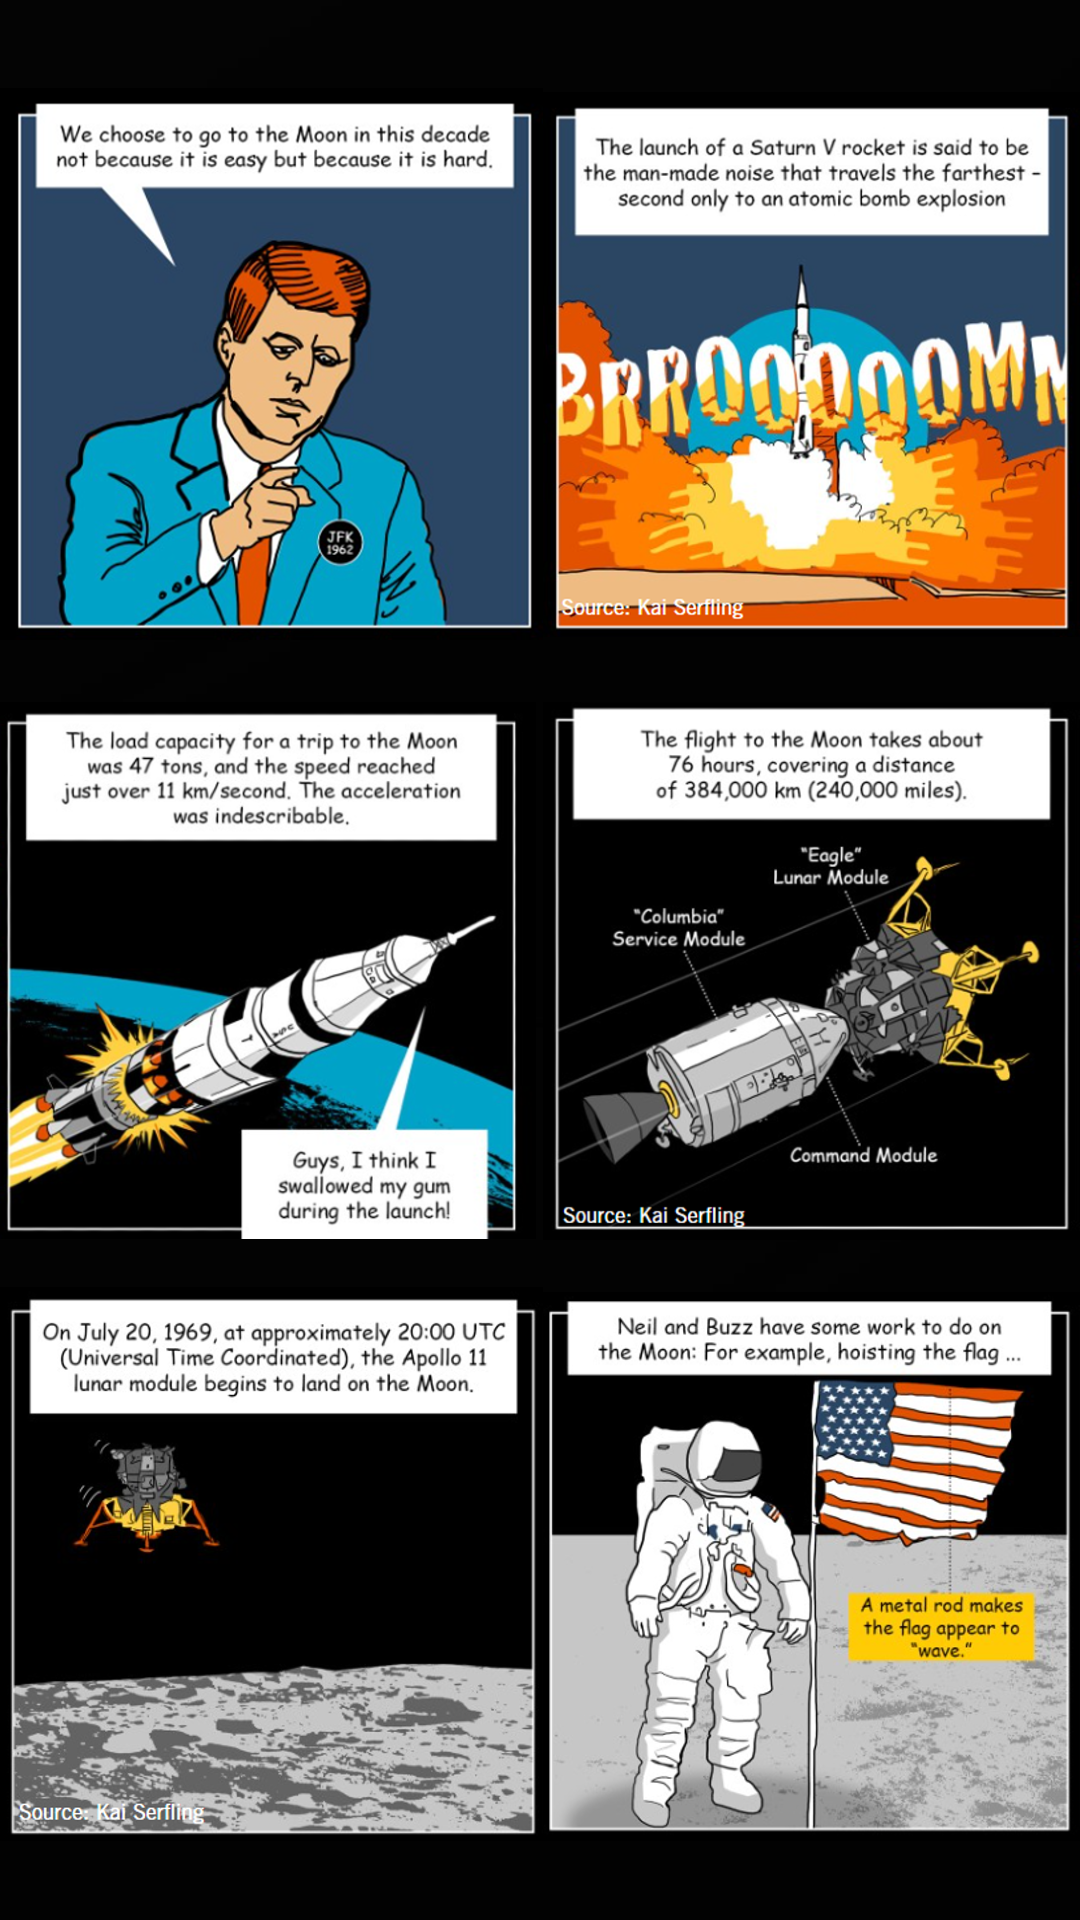 We choose to go to the Moon in this decade
not because it is easy but because it is hard.
JFK
1962
The launch of a Saturn V rocket is said to be
the man-made noise that travels the farthest –
second only to an atomic bomb explosion
BRROOOOOMM
Source: Kai Serfling
The load capacity for a trip to the Moon
was 47 tons, and the speed reached
just over 11 km/second. The acceleration
was indescribable.
Guys, I think I
swallowed my gum
during the launch!
The flight to the Moon takes about
76 hours, covering a distance
of 384,000 km (240,000 miles).
“Eagle”
Lunar Module
“Columbia”
Service Module
Command Module
Source: Kai Serfling
On July 20, 1969, at approximately 20:00 UTC
(Universal Time Coordinated), the Apollo 11
lunar module begins to land on the Moon.
Source: Kai Serfling
Neil and Buzz have some work to do on
the Moon: For example, hoisting the flag ...
A metal rod makes
the flag appear to
“wave.”